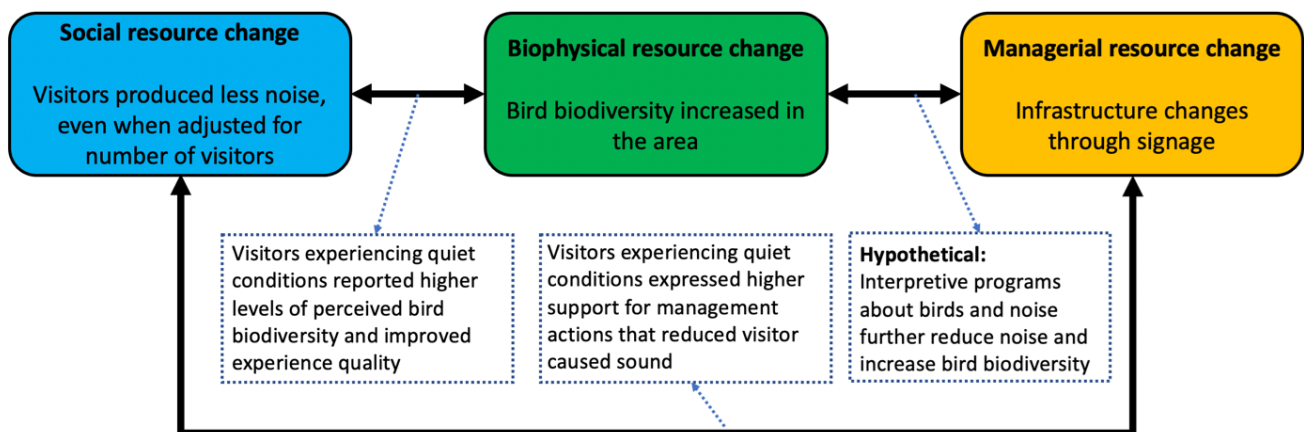 Social resource change
Visitors produced less noise,
even when adjusted for
number of visitors
Biophysical resource change
Bird biodiversity increased in
the area
Managerial resource change
Infrastructure changes
through signage
Visitors experiencing quiet
conditions reported higher
levels of perceived bird
biodiversity and improved
experience quality
Visitors experiencing quiet
conditions expressed higher
support for management
actions that reduced visitor
caused sound
Hypothetical:
Interpretive programs
about birds and noise
further reduce noise and
increase bird biodiversity